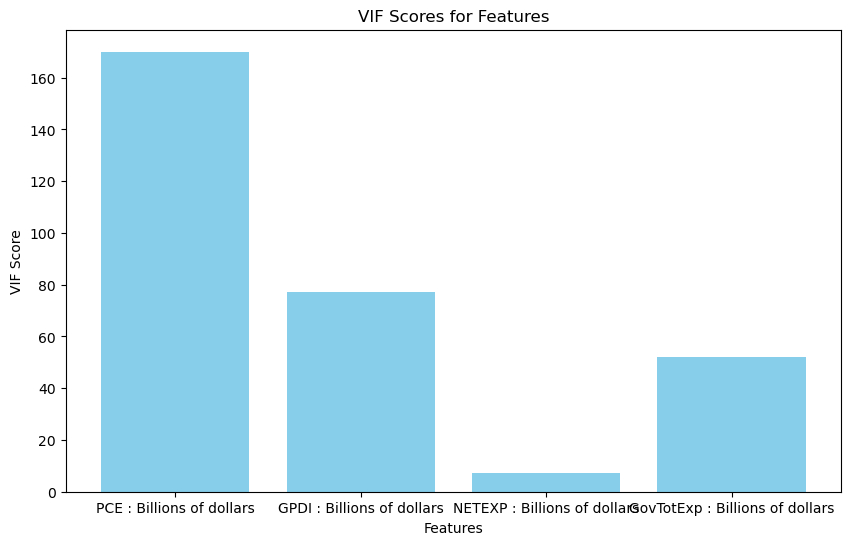 VIF Scores for Features
VIF Score
160
140
120
100
80
60
40
20
0
PCE : Billions of dollars
GPDI : Billions of dollars
NETEXP : Billions of dollars
GovTotExp : Billions of dollars
Features